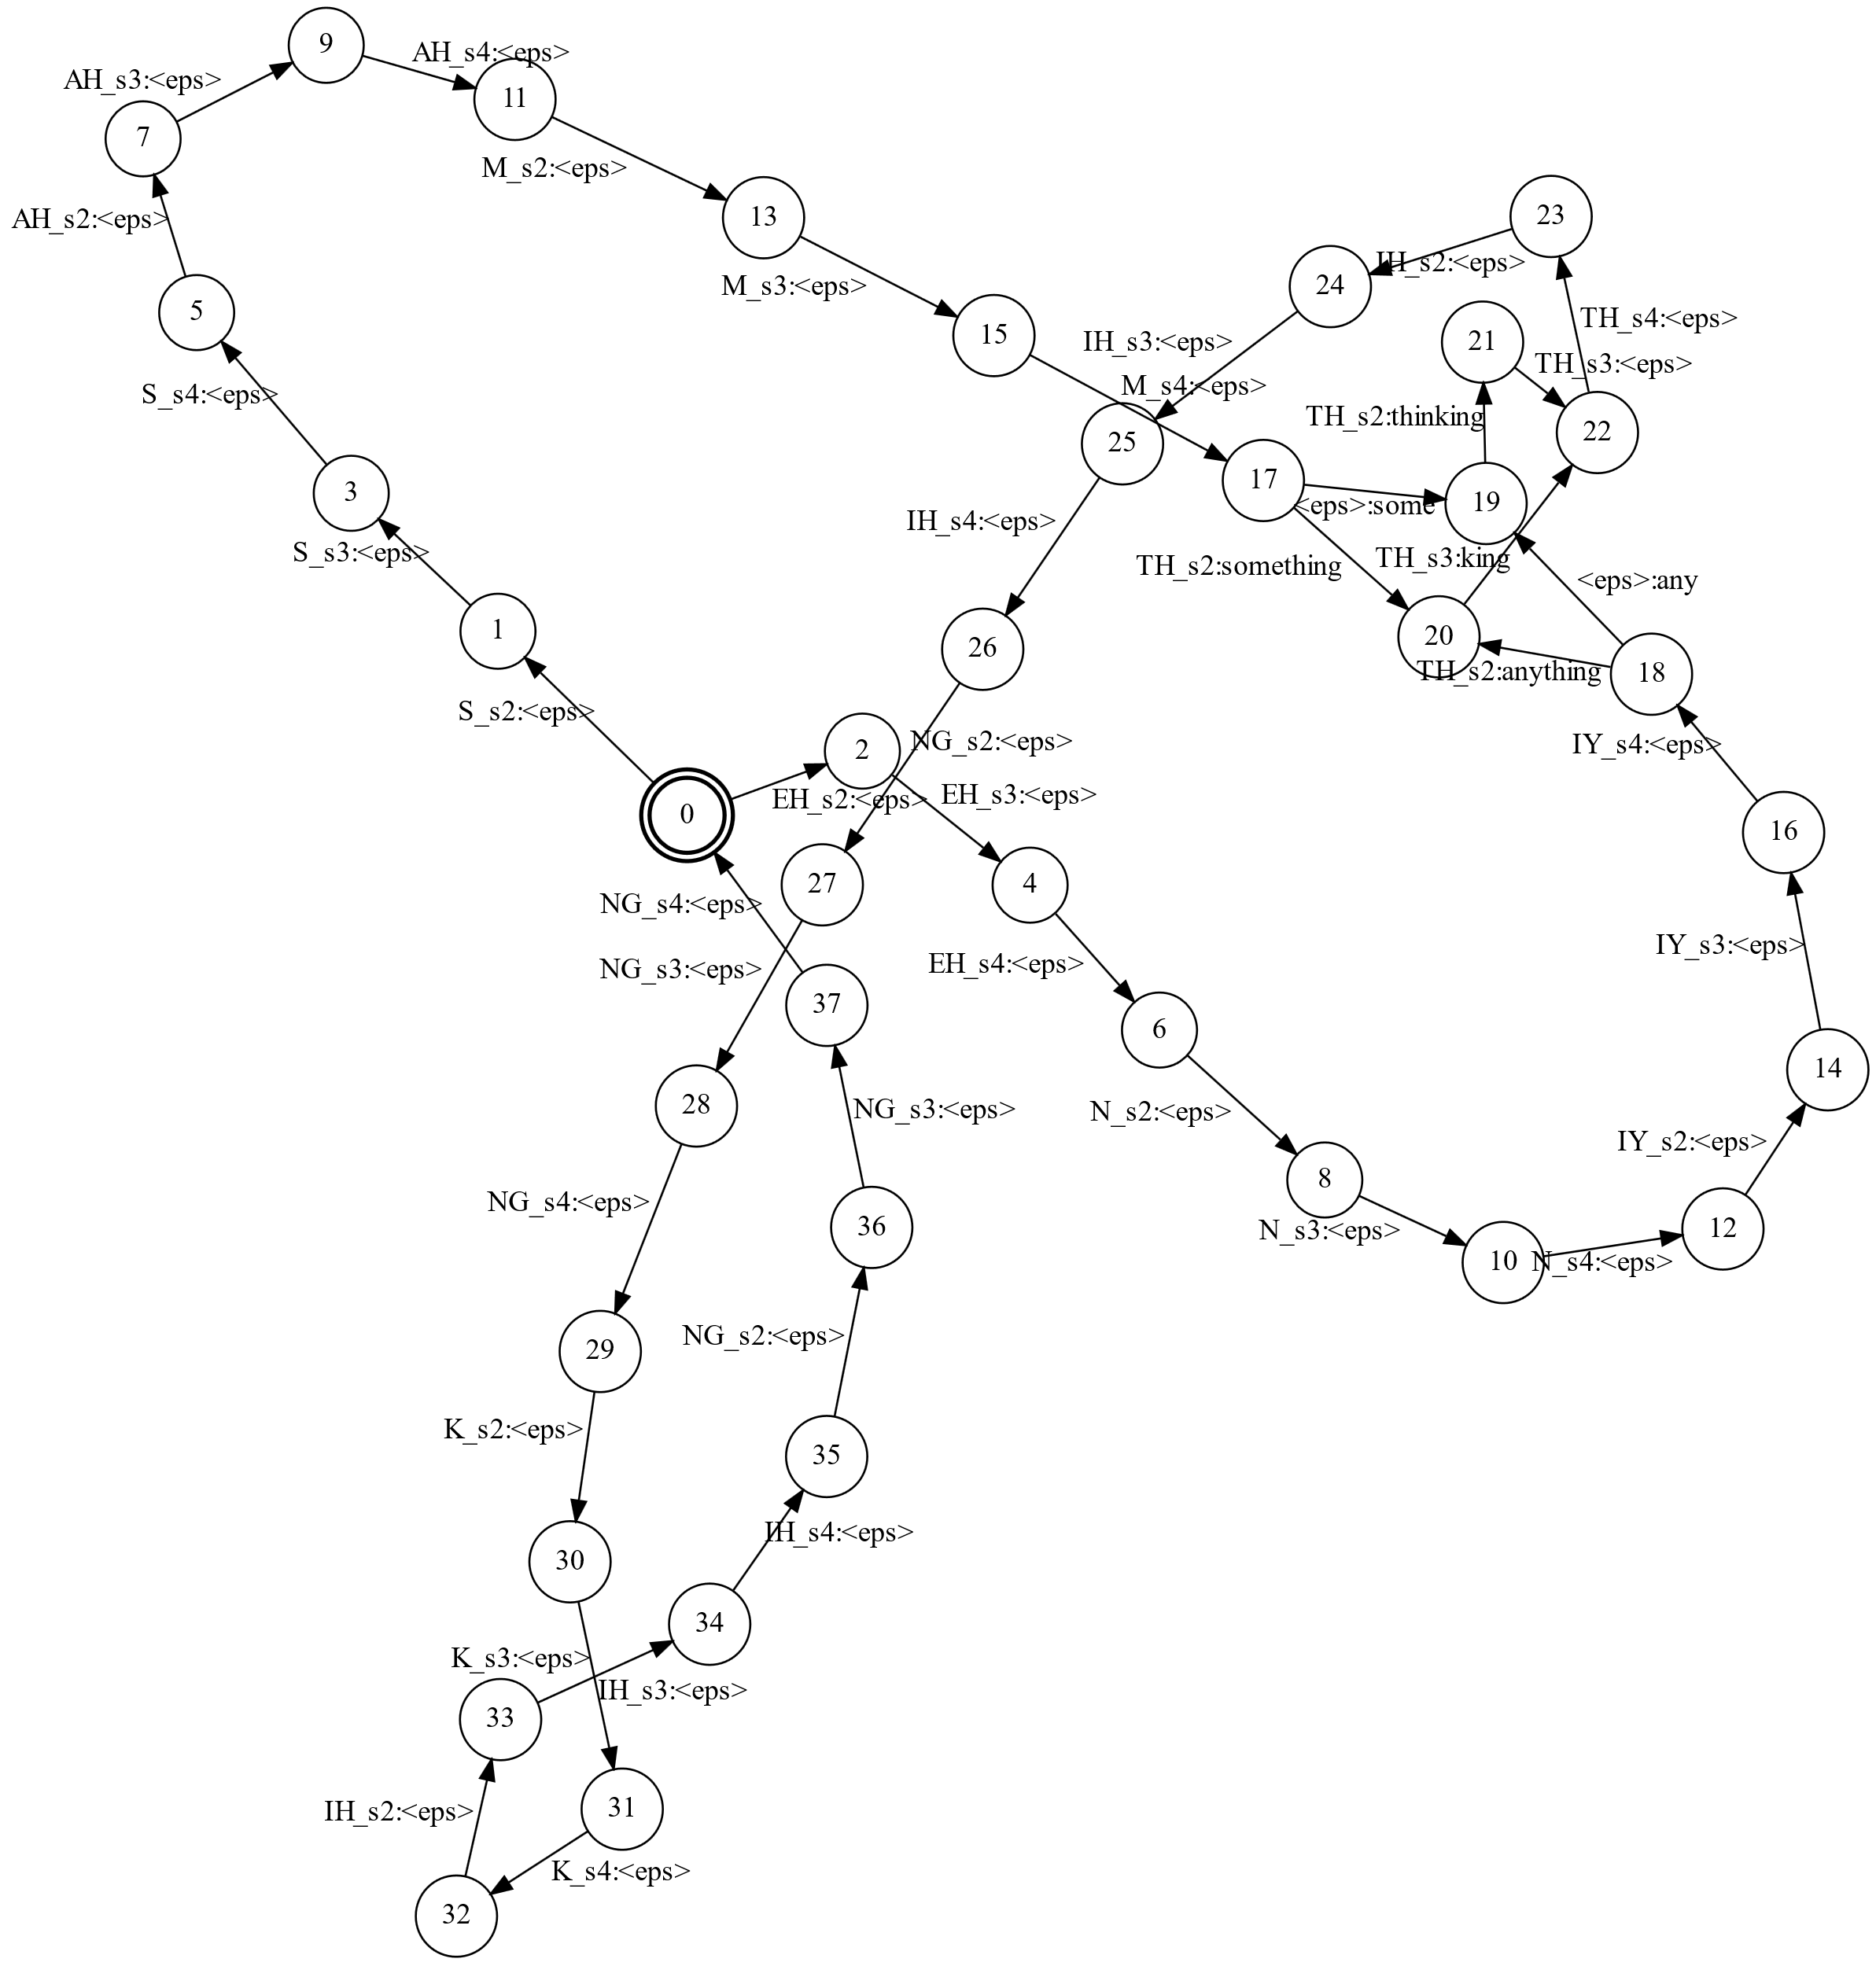 9
AH_s4:<eps>
AH_s3:<eps>
11
7
M_s2:<eps>
AH_s2:<eps>
13
23
IH_s2:<eps>
24
M_s3:<eps>
5
TH_s4:<eps>
15
IH_s3:<eps>
21
TH_s3:<eps>
M_s4:<eps>
S_s4:<eps>
TH_s2:thinking
22
25
17
3
19
<eps>:some
IH_s4:<eps>
S_s3:<eps>
TH_s3:king
TH_s2:something
<eps>:any
1
20
26
TH_s2:anything
18
S_s2:<eps>
NG_s2:<eps>
IY_s4:<eps>
2
EH_s2:<eps>
EH_s3:<eps>
0
16
27
4
NG_s4:<eps>
IY_s3:<eps>
EH_s4:<eps>
NG_s3:<eps>
37
6
14
28
NG_s3:<eps>
N_s2:<eps>
IY_s2:<eps>
8
NG_s4:<eps>
36
N_s3:<eps>
12
10
N_s4:<eps>
NG_s2:<eps>
29
K_s2:<eps>
35
IH_s4:<eps>
30
34
K_s3:<eps>
IH_s3:<eps>
33
31
IH_s2:<eps>
K_s4:<eps>
32